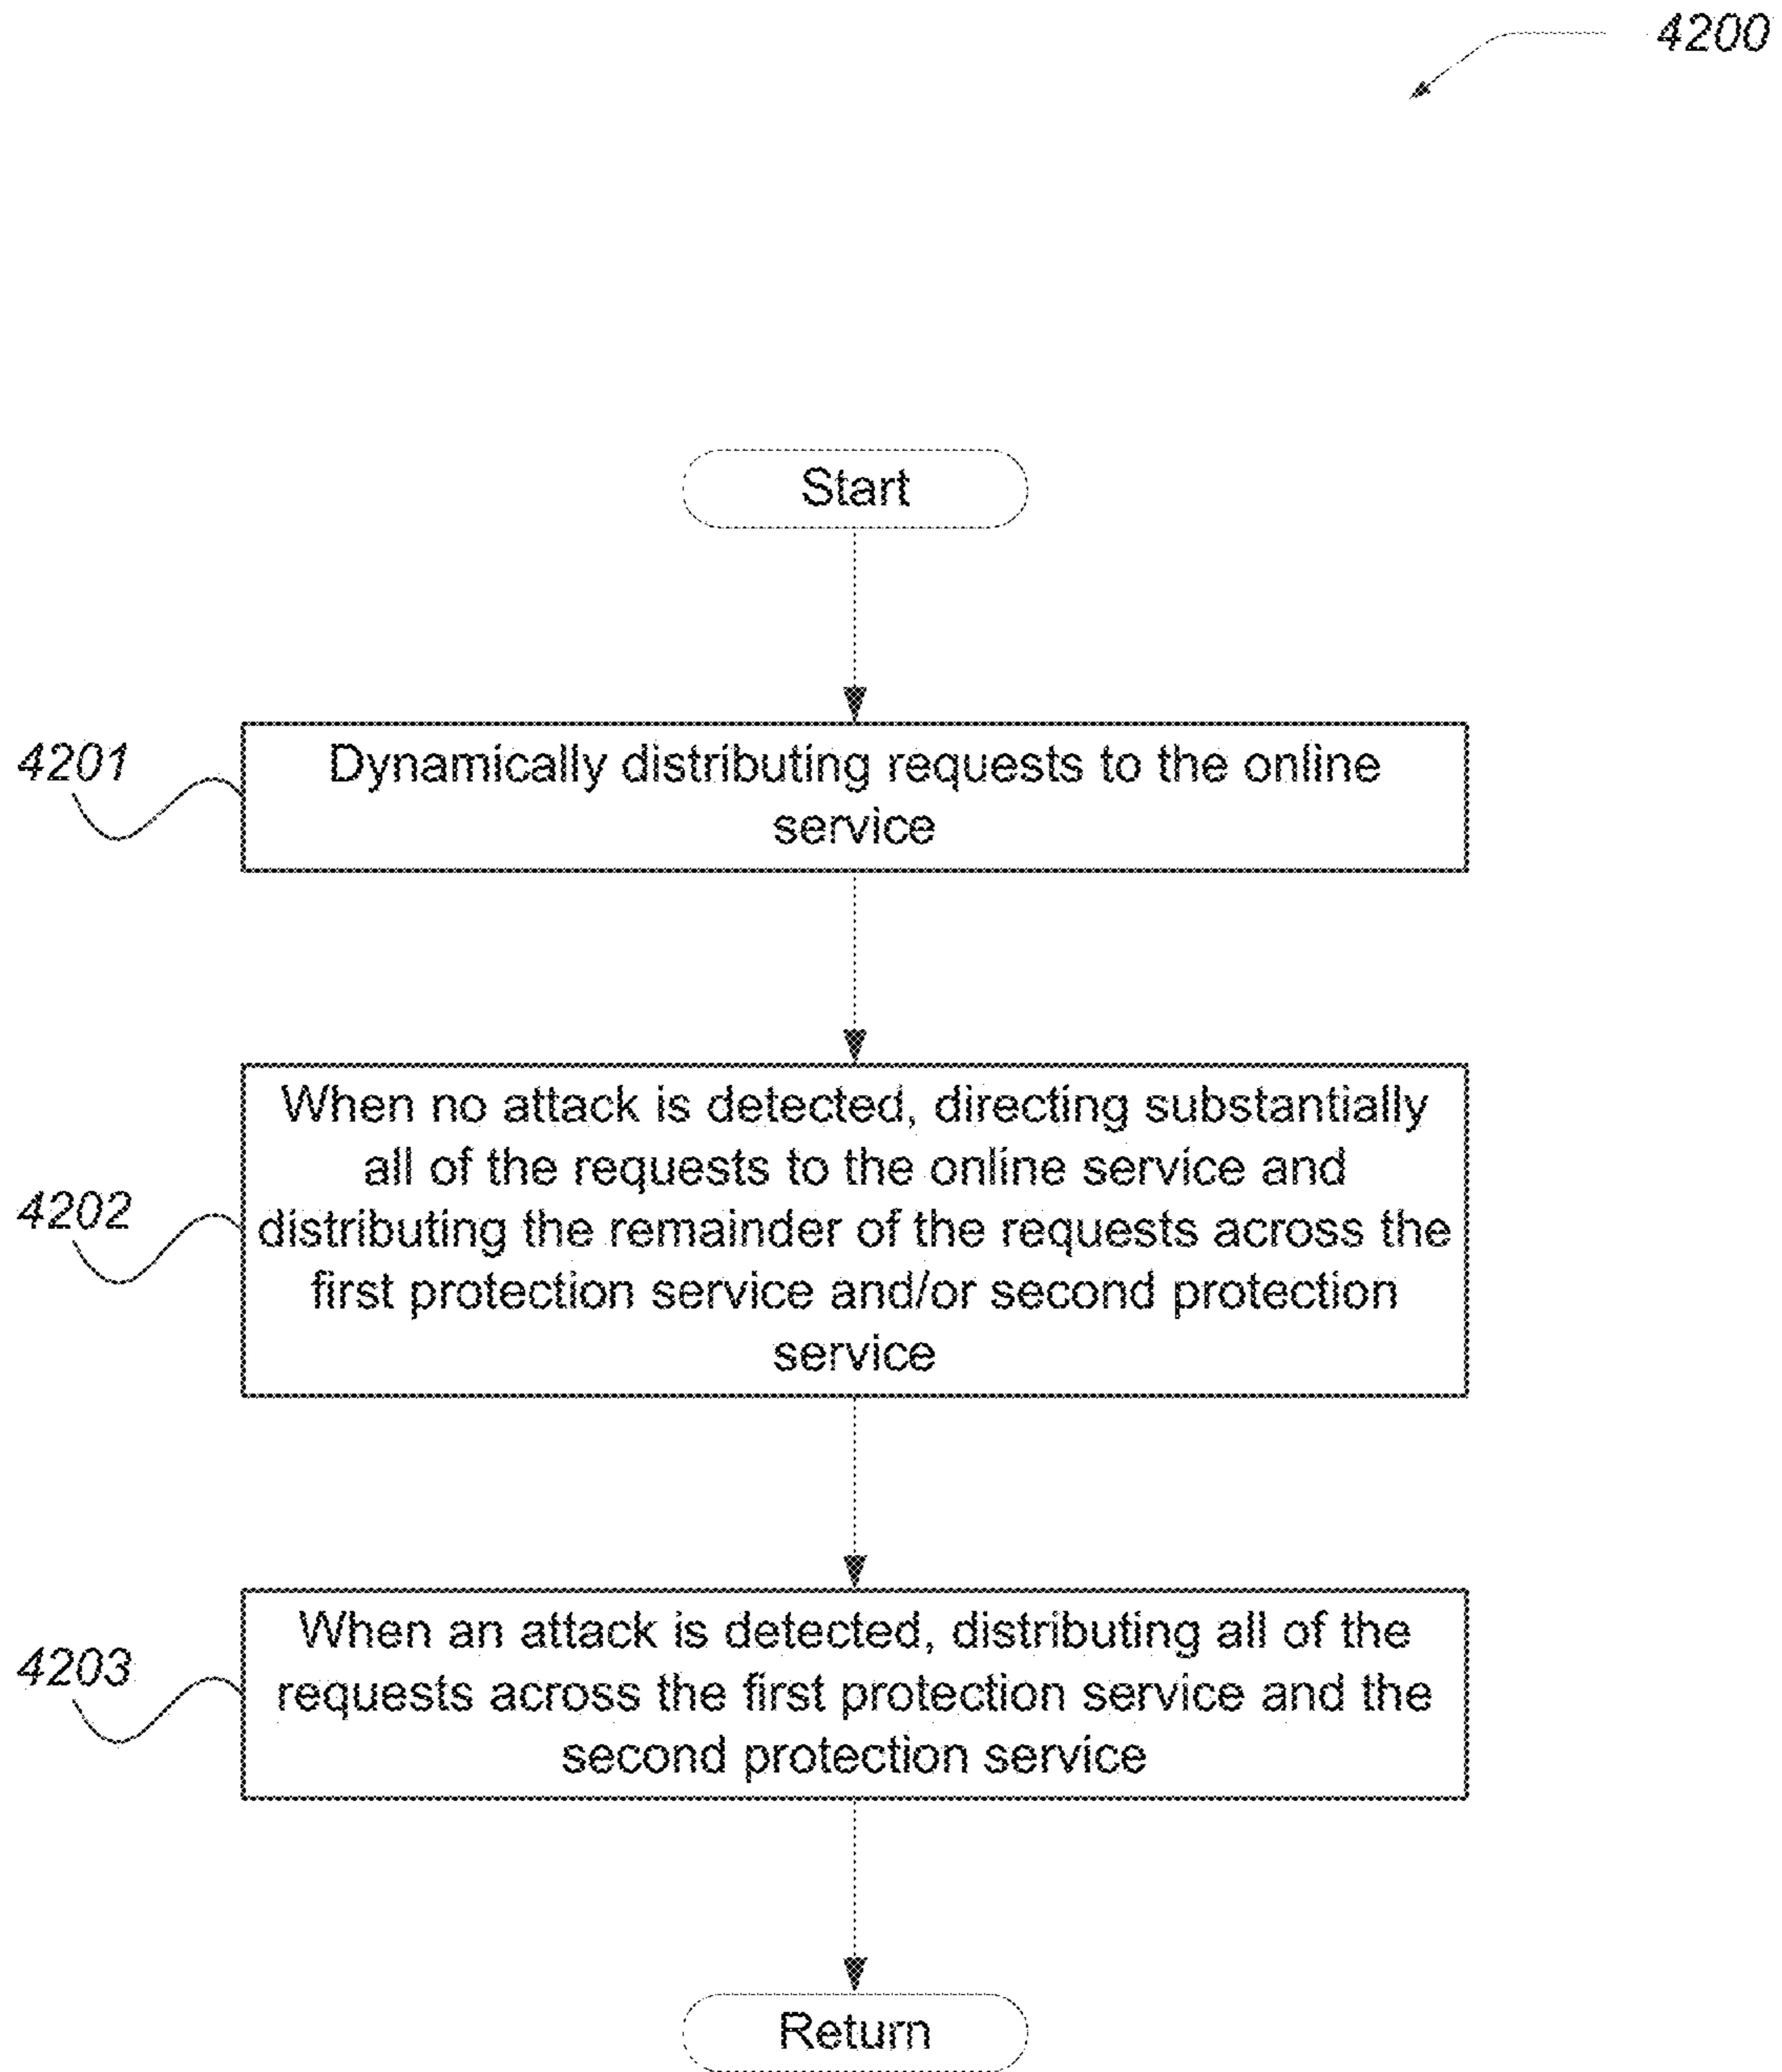 4200
Start
4201
Dynamically distributing requests to the online
service
When no attack is detected, directing substantially
all of the requests to the online service and
4202
distributing the remainder of the requests across the
first protection service and/or second protection
service
When an attack is detected, distributing all of the
4203
requests across the first protection service and the
second protection service
Return